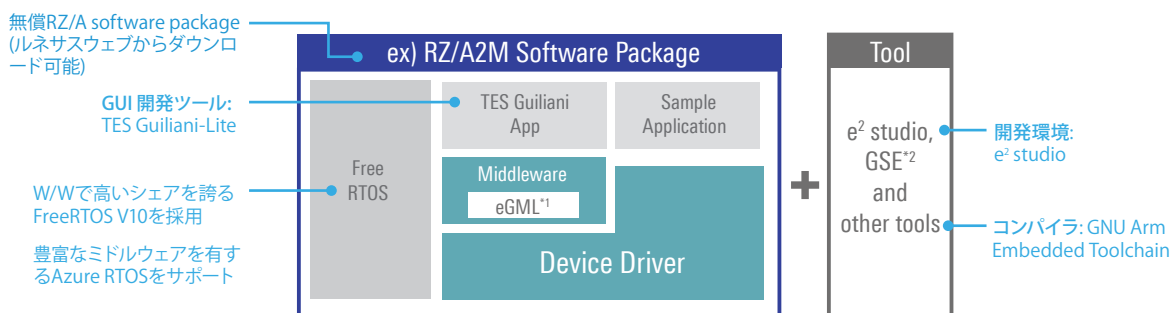 無償RZ/A software package
(ルネサスウェブからダウンロ
ード可能)
GUI 開発ツール:
TES Guiliani-Lite
W/Wで高いシェアを誇る
FreeRTOS V10を採用
豊富なミドルウェアを有す
るAzure RTOSをサポート
ex) RZ/A2M Software Package
Free
RTOS
TES Guiliani
App
Sample
Application
Middleware
eGML*1
Device Driver
+
Tool
e² studio,
GSE*2
and
other tools
開発環境:
e² studio
コンパイラ: GNU Arm
Embedded Toolchain